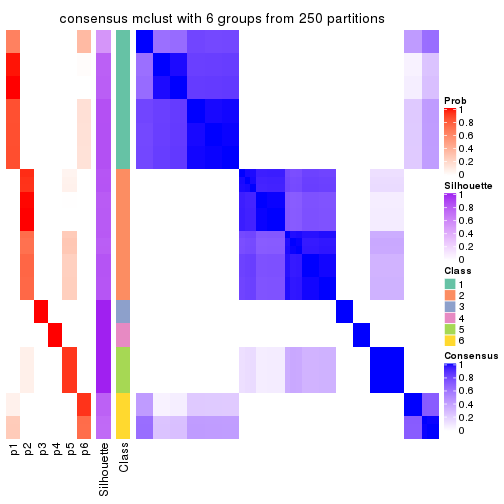 consensus mclust with 6 groups from 250 partitions
Prob
1
0.8
0.6
0.4
0.2
0
Silhouette
1
0.8
0.6
0.4
0.2
0
Class
1
2
3
4
5
6
Consensus
1
0.8
0.6
0.4
0.2
0
p1
p2
p3
p4
p5
p6
Silhouette
Class